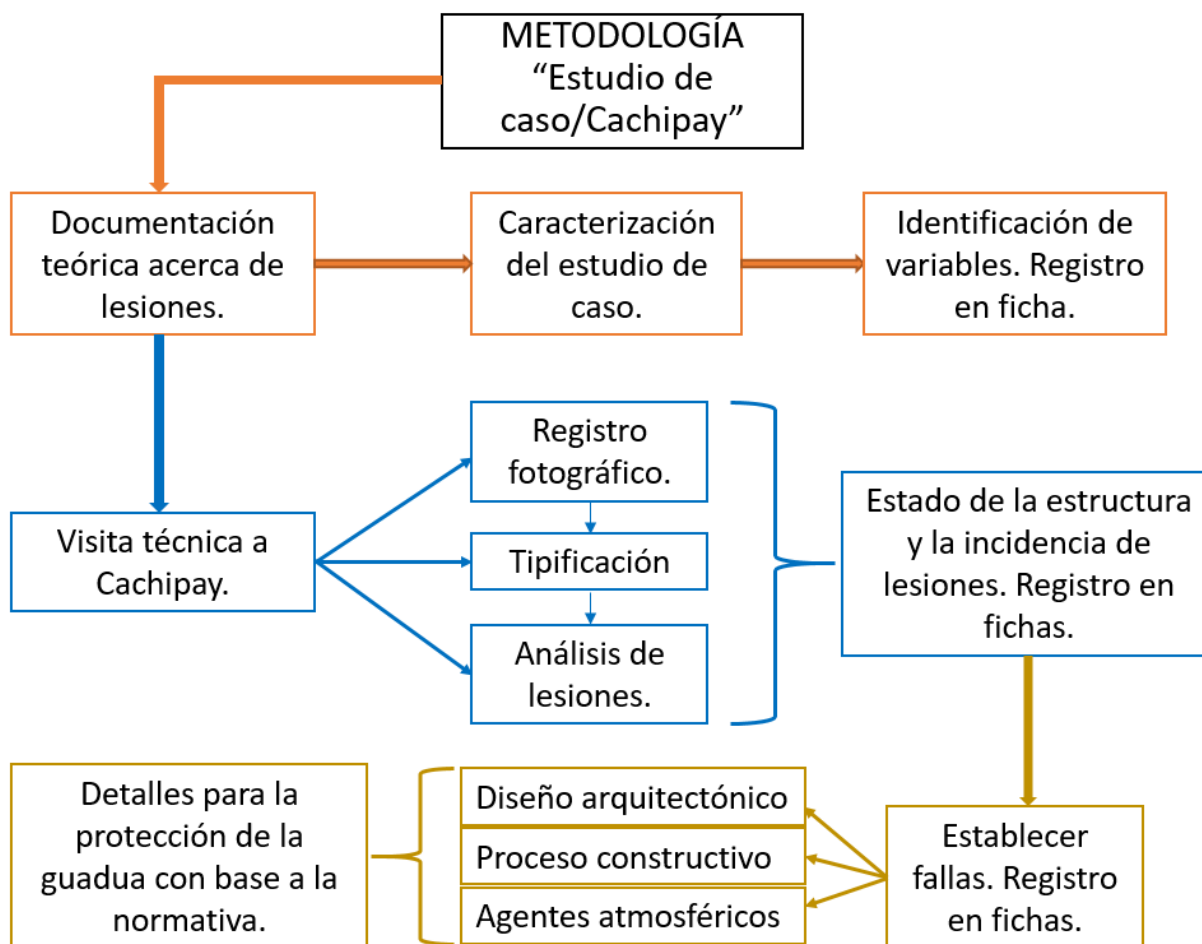 METODOLOGÍA
“Estudio de
caso/Cachipay”
Documentación
teórica acerca de
lesiones.
Caracterización
del estudio de
caso.
Identificación de
variables. Registro
en ficha.
Visita técnica a
Cachipay.
Registro
fotográfico.
Tipificación
Análisis de
lesiones.
Estado de la estructura
y la incidencia de
lesiones. Registro en
fichas.
Detalles para la
protección de la
guadua con base a la
normativa.
Diseño arquitectónico
Proceso constructivo
Agentes atmosféricos
Establecer
fallas. Registro
en fichas.